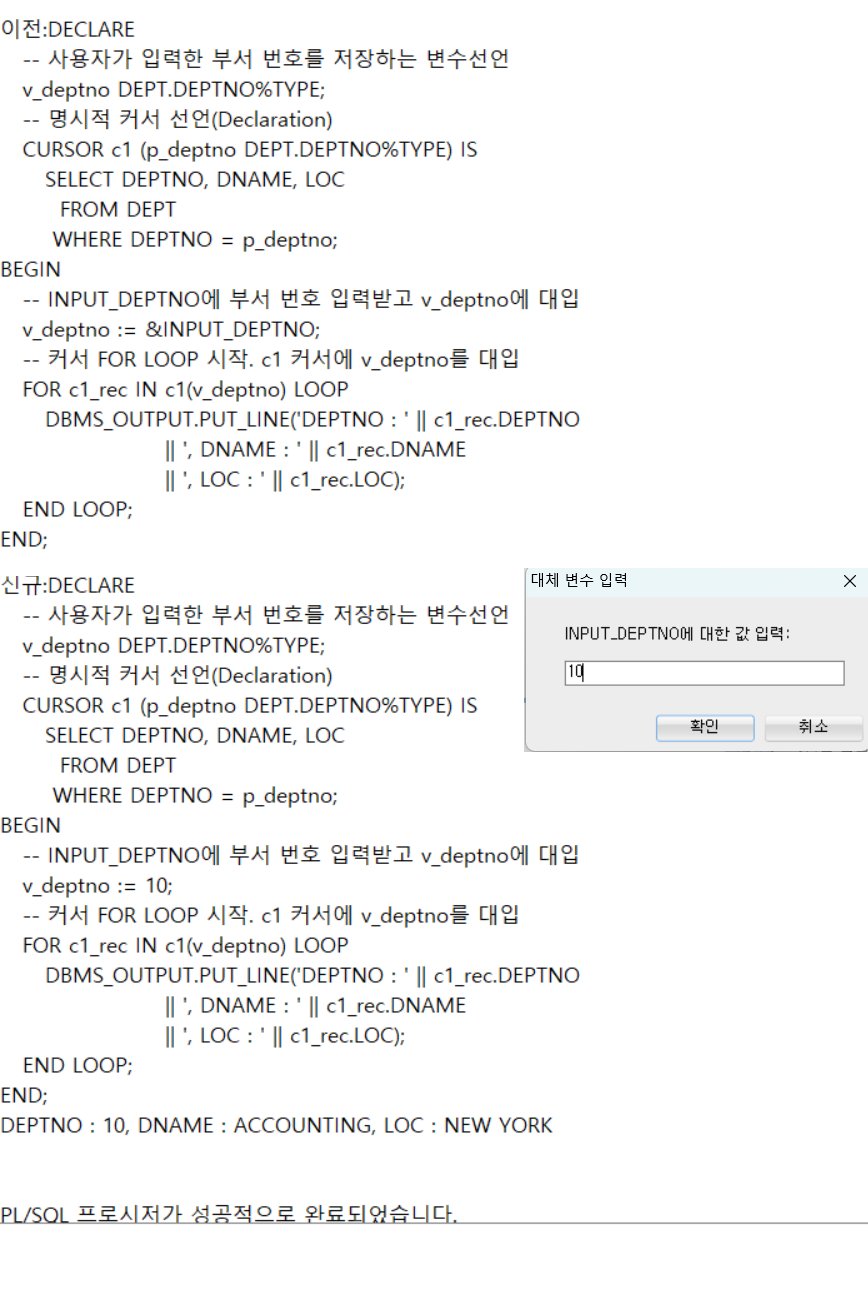 이전:DECLARE
-- 사용자가 입력한 부서 번호를 저장하는 변수선언
v_deptno DEPT.DEPTNO%TYPE;
-- 명시적 커서 선언(Declaration)
CURSOR c1 (p_deptno DEPT.DEPTNO%TYPE) IS
SELECT DEPTNO, DNAME, LOC
FROM DEPT
WHERE DEPTNO = p_deptno;
BEGIN
-- INPUT_DEPTNO에 부서 번호 입력받고 v_deptno에 대입
v_deptno := &INPUT_DEPTNO;
-- 커서 FOR LOOP 시작. c1 커서에 v_deptno를 대입
FOR c1_rec IN c1(v_deptno) LOOP
DBMS_OUTPUT.PUT_LINE('DEPTNO : ' || c1_rec.DEPTNO
|| ', DNAME : ' || c1_rec.DNAME
|| ', LOC : ' || c1_rec.LOC);
END LOOP;
END;
신규:DECLARE
-- 사용자가 입력한 부서 번호를 저장하는 변수선언
v_deptno DEPT.DEPTNO%TYPE;
-- 명시적 커서 선언(Declaration)
CURSOR c1 (p_deptno DEPT.DEPTNO%TYPE) IS
SELECT DEPTNO, DNAME, LOC
FROM DEPT
WHERE DEPTNO = p_deptno;
BEGIN
-- INPUT_DEPTNO에 부서 번호 입력받고 v_deptno에 대입
v_deptno := 10;
-- 커서 FOR LOOP 시작. c1 커서에 v_deptno를 대입
FOR c1_rec IN c1(v_deptno) LOOP
DBMS_OUTPUT.PUT_LINE('DEPTNO : ' || c1_rec.DEPTNO
|| ', DNAME : ' || c1_rec.DNAME
|| ', LOC : ' || c1_rec.LOC);
END LOOP;
END;
DEPTNO : 10, DNAME : ACCOUNTING, LOC : NEW YORK
PL/SQL 프로시저가 성공적으로 완료되었습니다.
대체 변수 입력
INPUT_DEPTNO에 대한 값 입력:
10
확인 취소